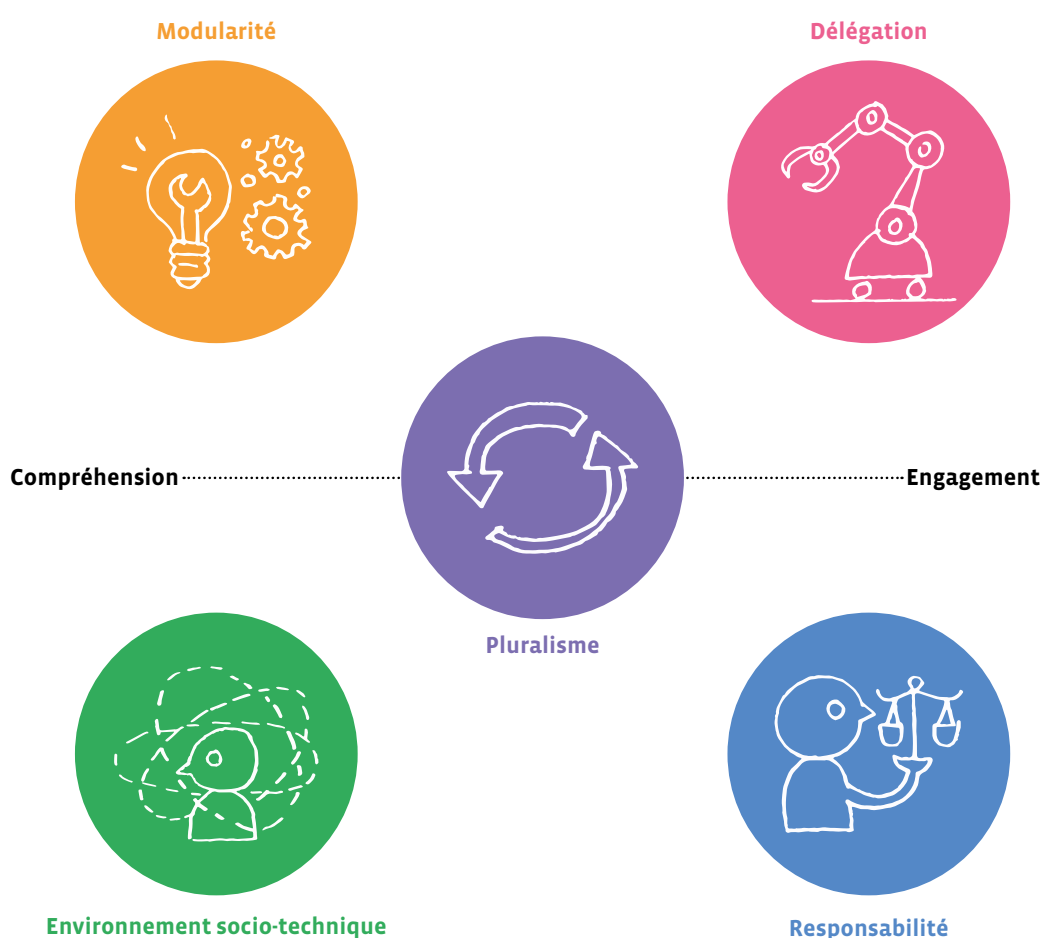 Modularité
Délégation
Compréhension
Engagement
Pluralisme
Environnement socio-technique
Responsabilité